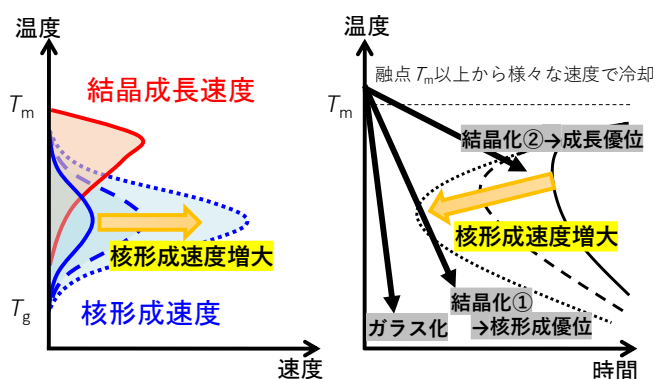 温度
Tm
結晶成長速度
核形成速度増大
Tg
核形成速度
速度
温度
融点Tm以上から様々な速度で冷却
Tm
結晶化②→成長優位
核形成速度増大
結晶化①
→核形成優位
ガラス化
時間